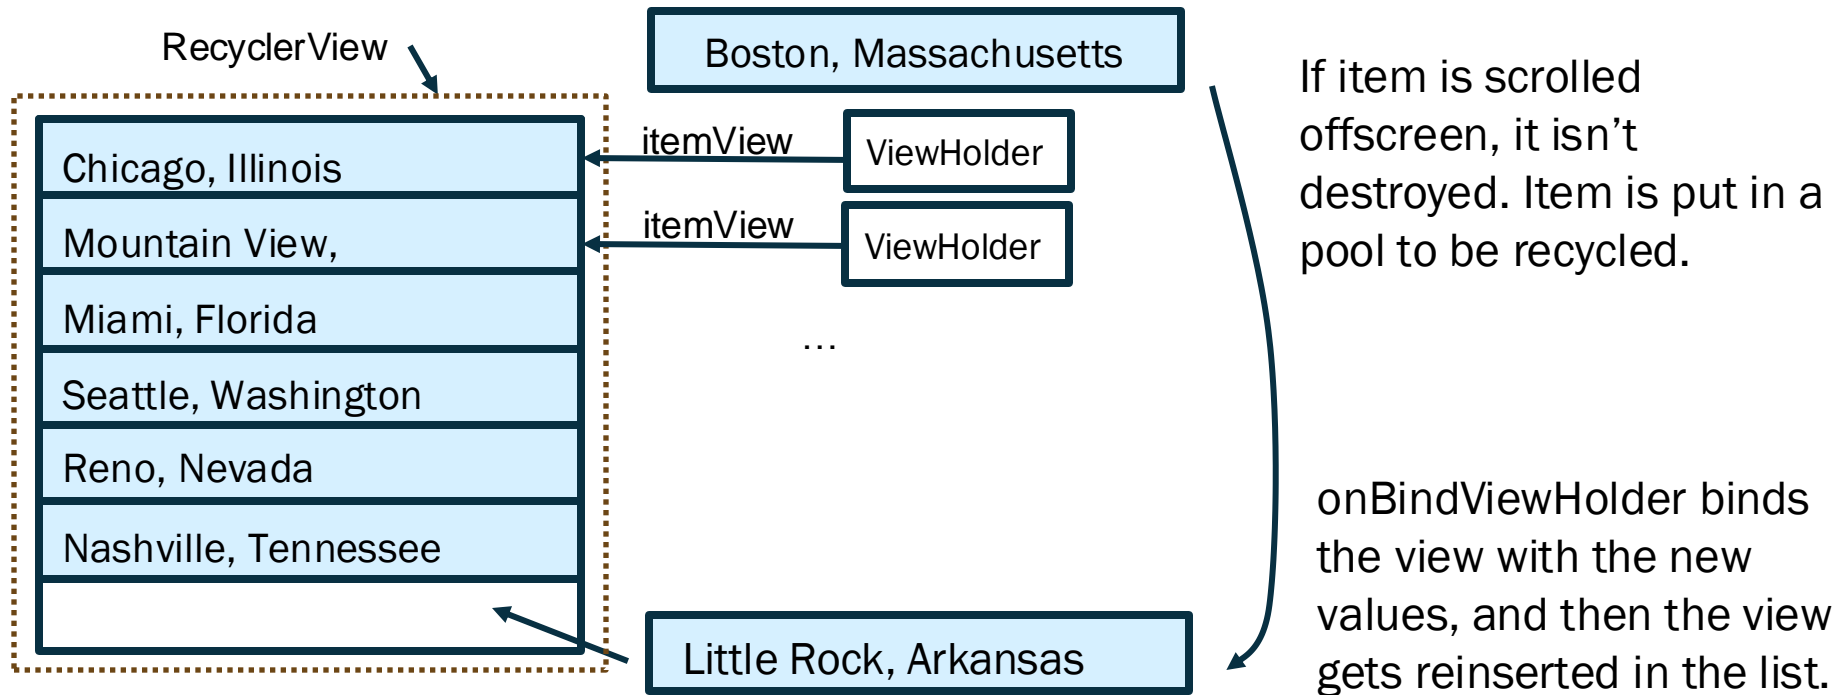 RecyclerView
Boston, Massachusetts
Chicago, Illinois
Mountain View,
Miami, Florida
Seattle, Washington
Reno, Nevada
Nashville, Tennessee
itemView
ViewHolder
itemView
ViewHolder
…
Little Rock, Arkansas
If item is scrolled
offscreen, it isn’t
destroyed. Item is put in a
pool to be recycled.
onBindViewHolder binds
the view with the new
values, and then the view
gets reinserted in the list.